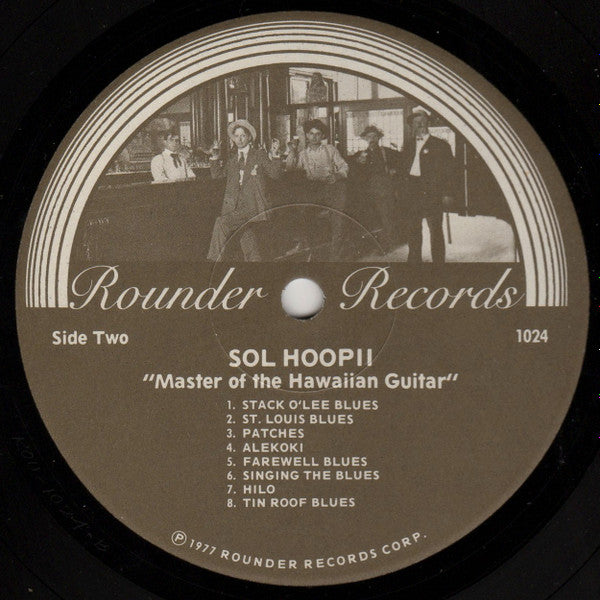 Rounder Records
Side Two
1024
SOL HOOPII
"Master of the Hawaiian Guitar"
1. STACK O'LEE BLUES
2. ST. LOUIS BLUES
3. PATCHES
4. ALEKOKI
5. FAREWELL BLUES
6. SINGING THE BLUES
7. HILO
8. TIN ROOF BLUES
Ⓟ 1977 ROUNDER RECORDS CORP.